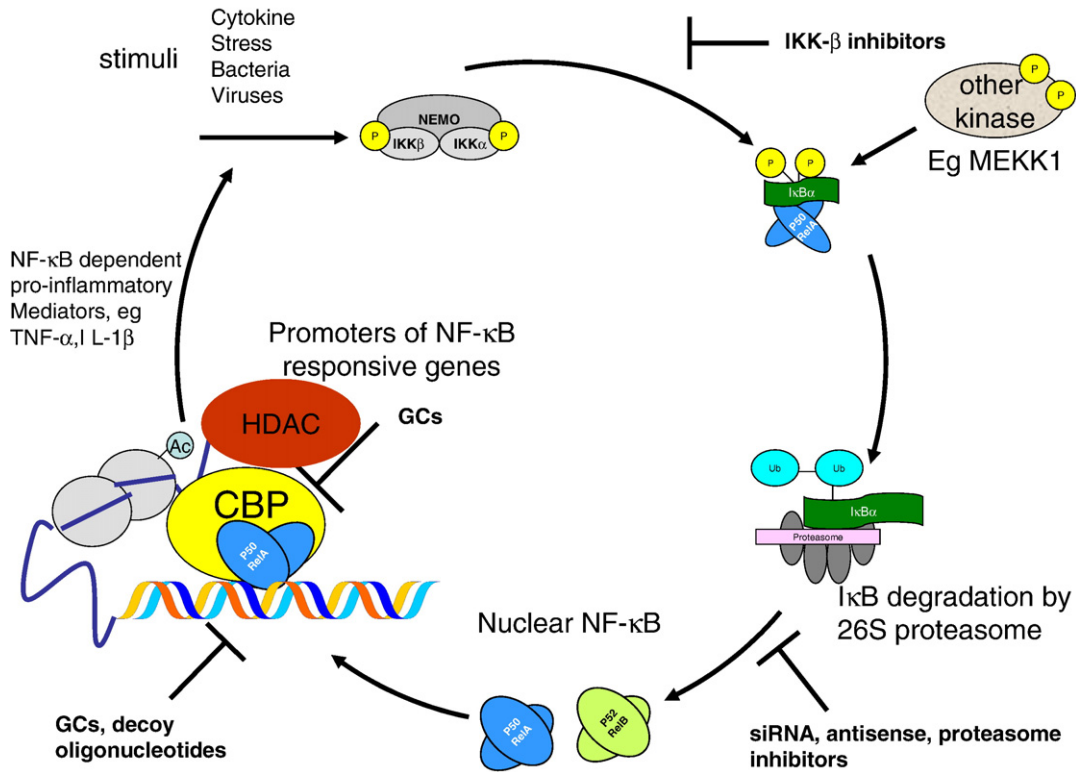 stimuli
Cytokine
Stress
Bacteria
Viruses
NEMO
P
IKKβ
IKKα
P
IKK-β inhibitors
P
P
other
kinase
Eg MEKK1
P
P
IκBα
P50
RelA
NF-κB dependent
pro-inflammatory
Mediators, eg
TNF-α,I L-1β
Promoters of NF-κB
responsive genes
HDAC
GCs
Ac
CBP
P50
RelA
Ub
Ub
IκBα
Proteasome
IκB degradation by
26S proteasome
Nuclear NF-κB
P50
RelA
P52
RelB
GCs, decoy
oligonucleotides
siRNA, antisense, proteasome
inhibitors